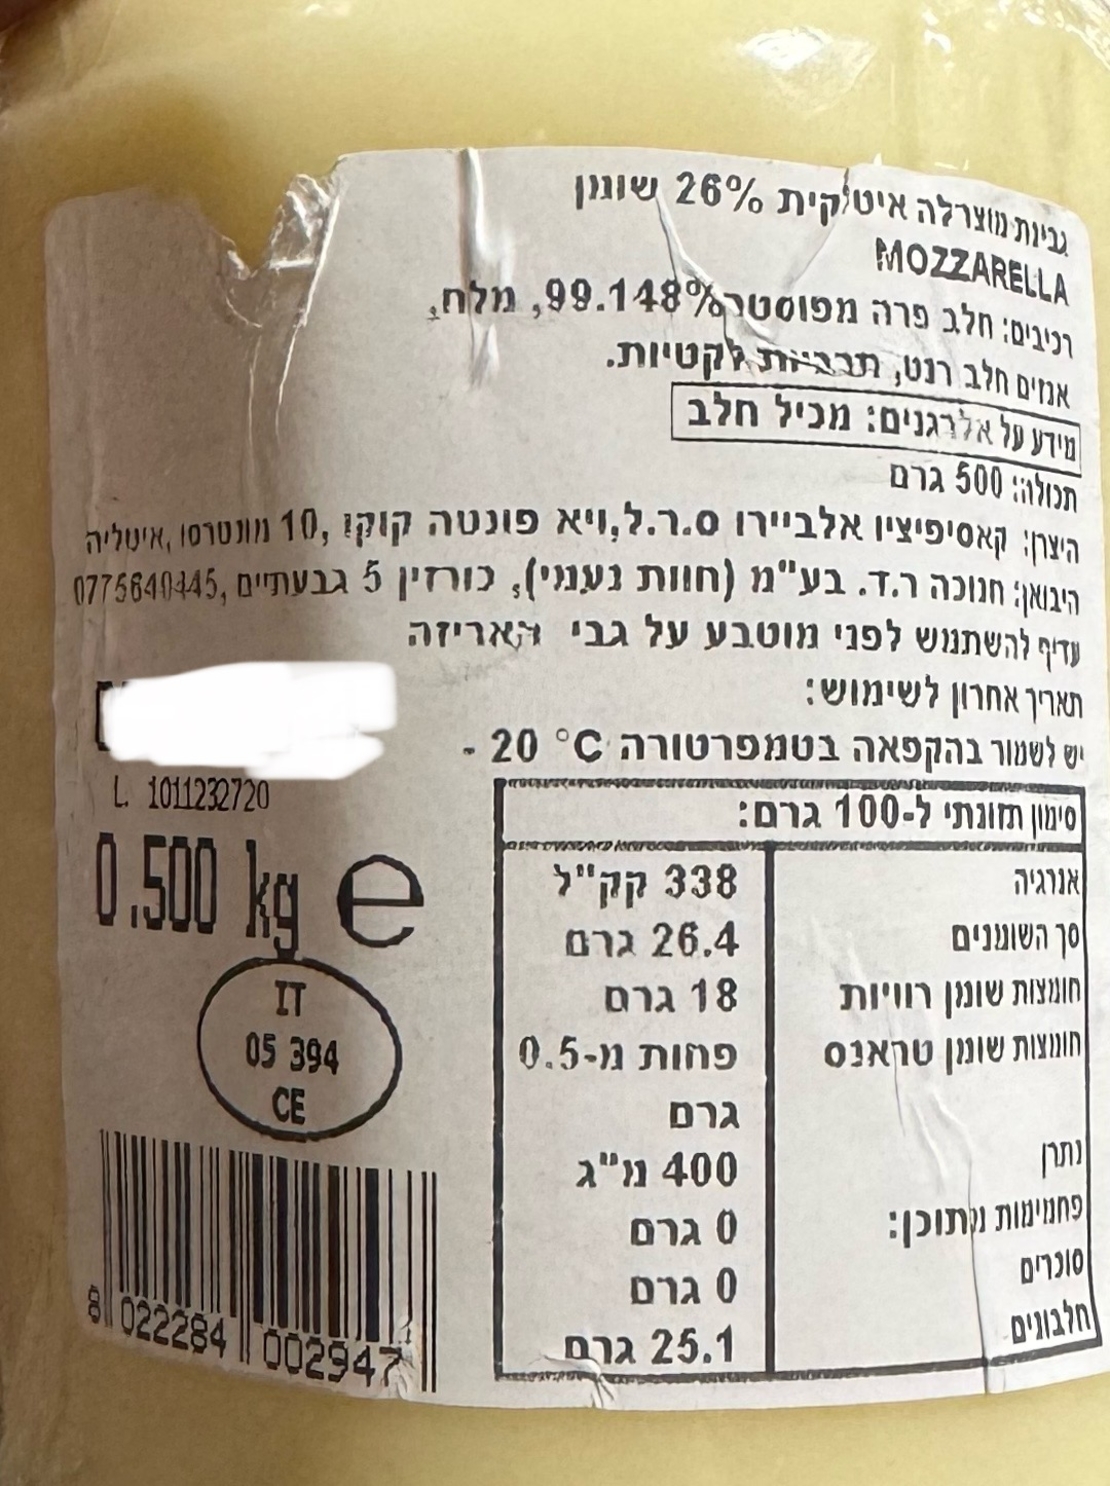 גבינת מוצרלה איטלקית 26% שומן
MOZZARELLA
רכיבים: חלב פרה מפוסטר 99.148%, מלח,
אנזים חלב רנט, תרביות לקטיות.
מידע על אלרגנים: מכיל חלב
תכולה: 500 גרם
היצרן: קאסיפיציו אלביירו ס.ר.ל, ויא פונטה קוקו 10, מונטרסו, איטליה
היבואן: חנוכה ר.ד. בע"מ (חוות נעמי), כורזין 5 גבעתיים, 0775640445
עדיף להשתמש לפני מוטבע על גבי האריזה
תאריך אחרון לשימוש:
יש לשמור בהקפאה בטמפרטורה 20 °C -
L. 1011232720
0.500 kg e
IT
05 394
CE
8 022284 002947
סימון תזונתי ל-100 גרם:
אנרגיה 338 קק"ל
סך השומנים 26.4 גרם
חומצות שומן רוויות 18 גרם
חומצות שומן טראנס פחות מ-0.5
גרם
נתרן 400 מ"ג
פחמימות מתוכן: 0 גרם
סוכרים 0 גרם
חלבונים 25.1 גרם